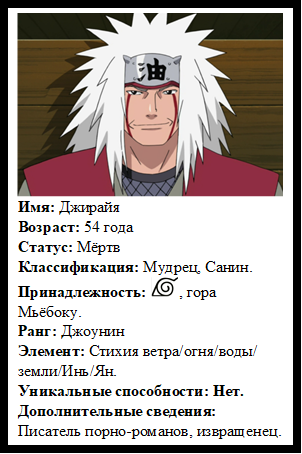 油
Имя: Джирайя
Возраст: 54 года
Статус: Мёртв
Классификация: Мудрец, Санин.
Принадлежность: , гора
Мьёбоку.
Ранг: Джоунин
Элемент: Стихия ветра/огня/воды/
земли/Инь/Ян.
Уникальные способности: Нет.
Дополнительные сведения:
Писатель порно-романов, извращенец.